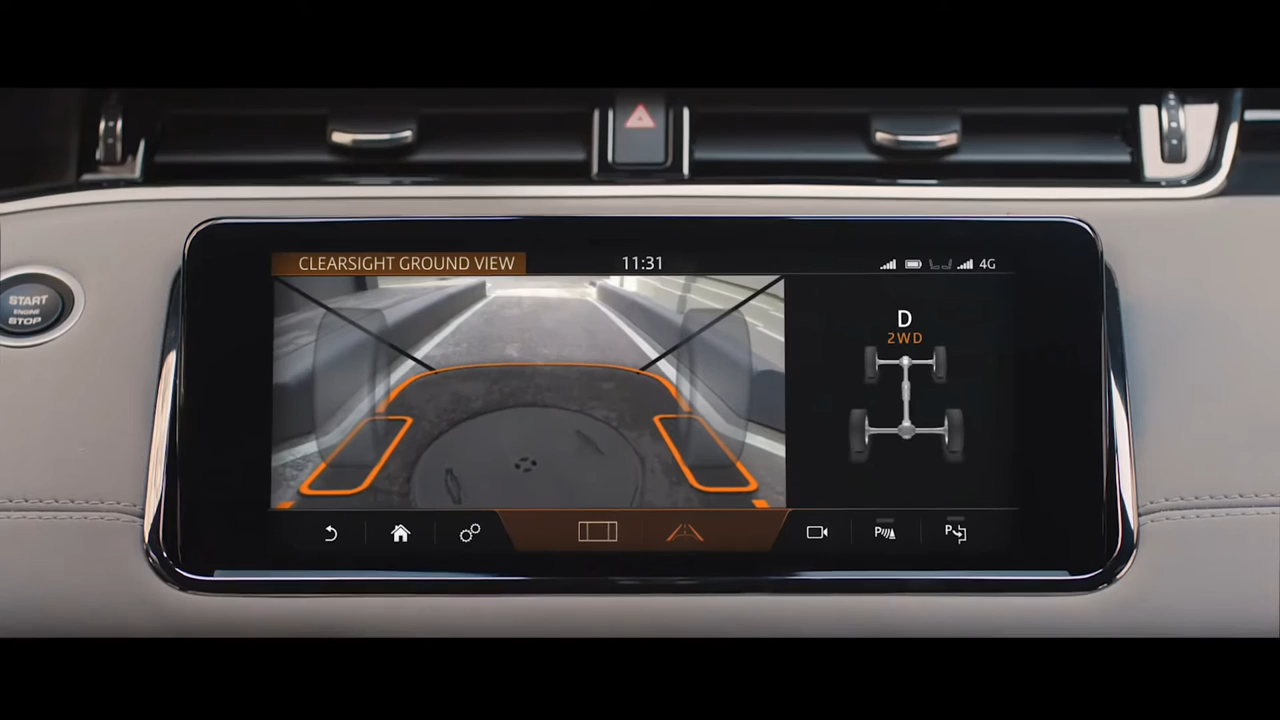 CLEARSIGHT GROUND VIEW
11:31
4G
START
ENGINE
STOP
D
2WD
P
P